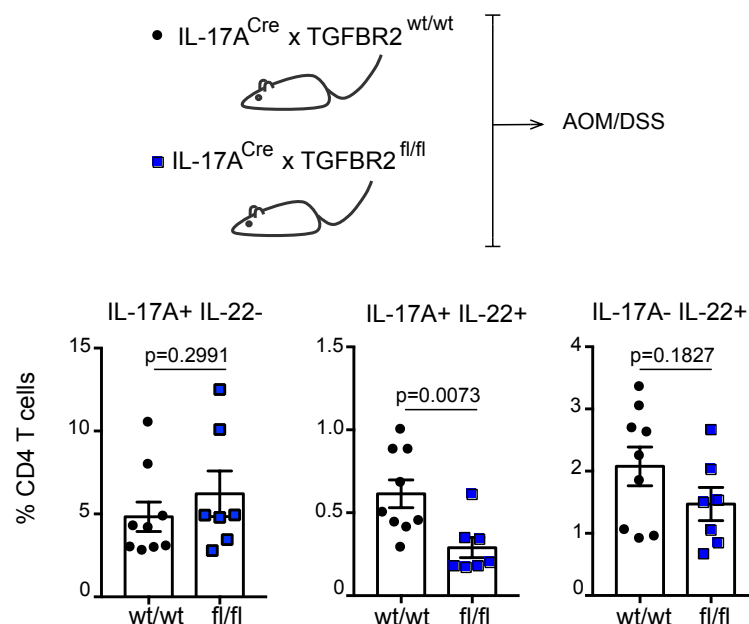 IL-17A^Cre x TGFBR2^wt/wt
AOM/DSS
IL-17A^Cre x TGFBR2^fl/fl
IL-17A+ IL-22-
% CD4 T cells
15
10
5
0
p=0.2991
wt/wt
fl/fl
IL-17A+ IL-22+
1.5
1.0
0.5
0
p=0.0073
wt/wt
fl/fl
IL-17A- IL-22+
4
3
2
1
0
p=0.1827
wt/wt
fl/fl